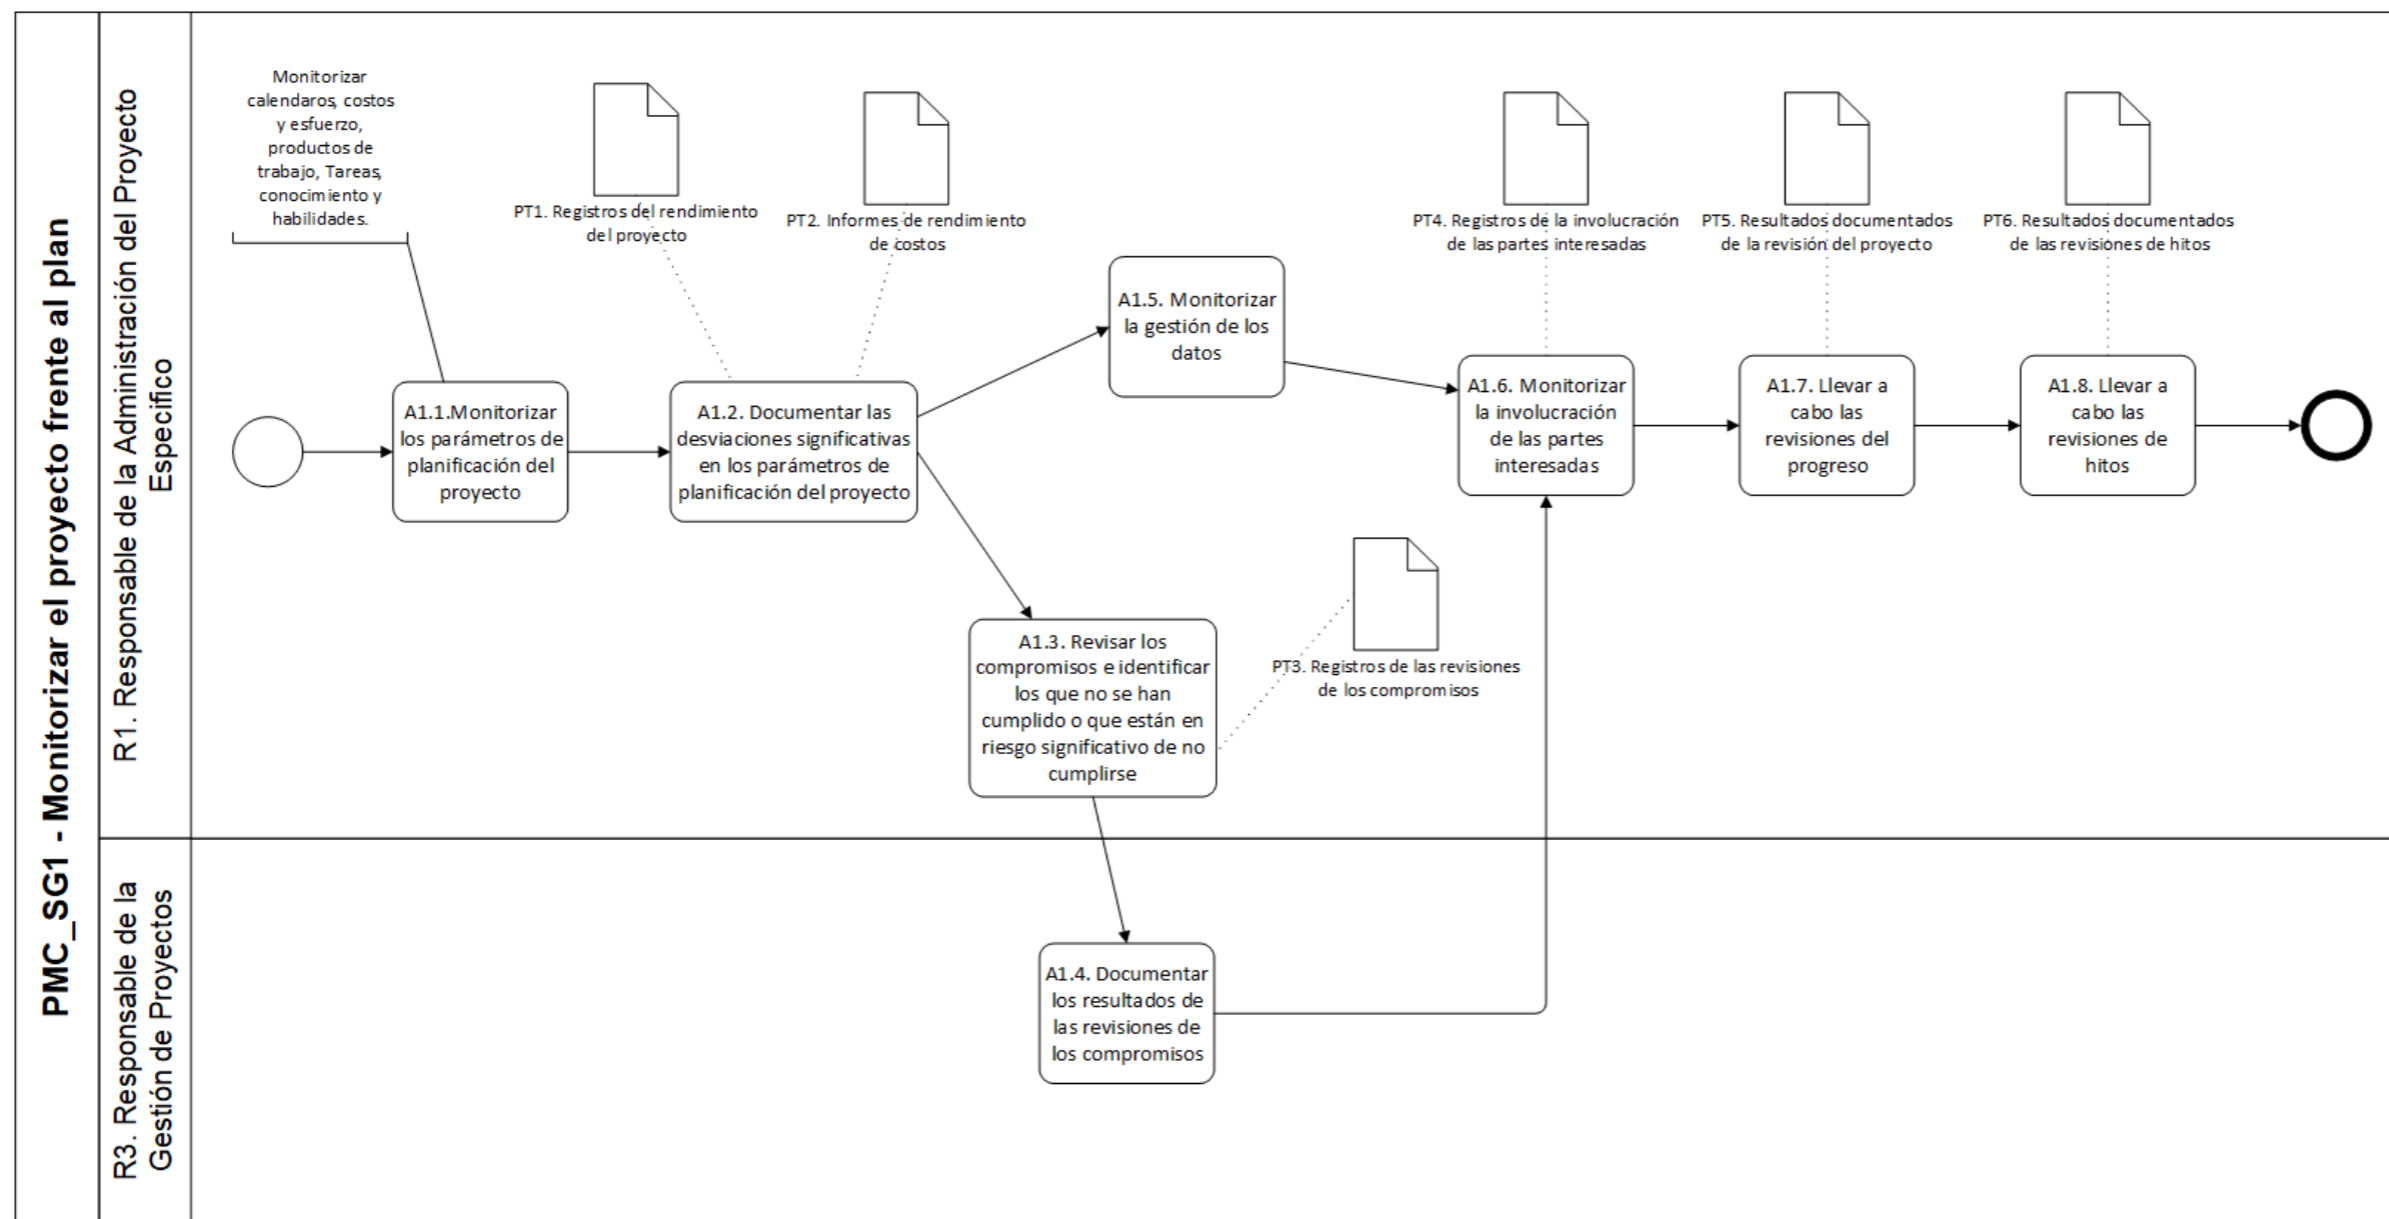 PMC_SG1 - Monitorizar el proyecto frente al plan
R1. Responsable de la Administración del Proyecto
Especifico
Monitorizar
calendaros, costos
y esfuerzo,
productos de
trabajo, Tareas,
conocimiento y
habilidades.
PT1. Registros del rendimiento
del proyecto
PT2. Informes de rendimiento
de costos
PT4. Registros de la involucración
de las partes interesadas
PT5. Resultados documentados
de la revisión del proyecto
PT6. Resultados documentados
de las revisiones de hitos
A1.1.Monitorizar
los parámetros de
planificación del
proyecto
A1.2. Documentar las
desviaciones significativas
en los parámetros de
planificación del proyecto
A1.5. Monitorizar
la gestión de los
datos
A1.6. Monitorizar
la involucración
de las partes
interesadas
A1.7. Llevar a
cabo las
revisiones del
progreso
A1.8. Llevar a
cabo las
revisiones de
hitos
A1.3. Revisar los
compromisos e identificar
los que no se han
cumplido o que están en
riesgo significativo de no
cumplirse
PT3. Registros de las revisiones
de los compromisos
R3. Responsable de la
Gestión de Proyectos
A1.4. Documentar
los resultados de
las revisiones de
los compromisos